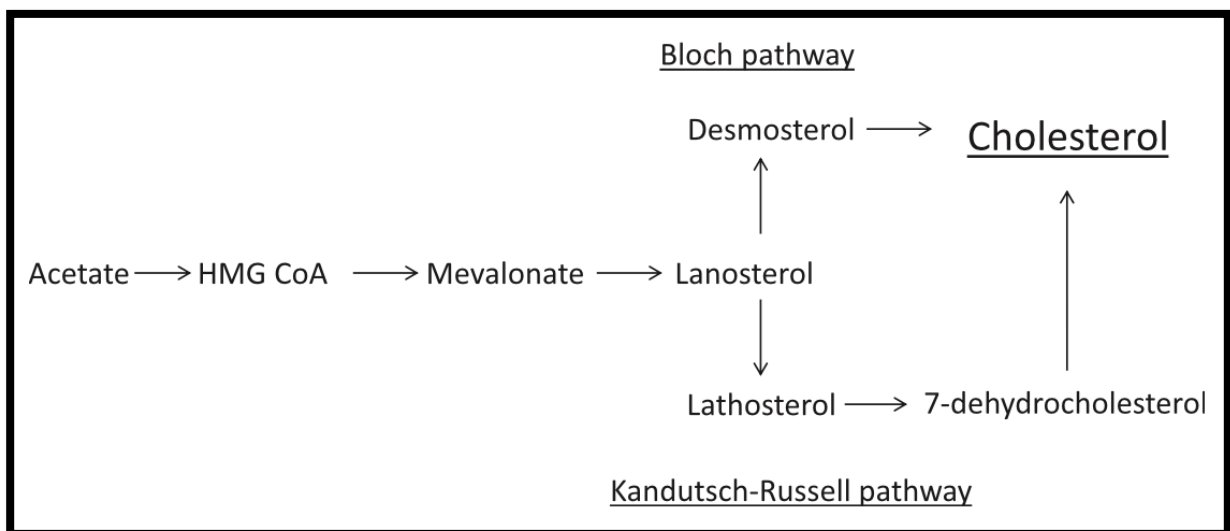 Bloch pathway
Desmosterol Cholesterol
Acetate HMG CoA Mevalonate Lanosterol
Lathosterol 7-dehydrocholesterol
Kandutsch-Russell pathway